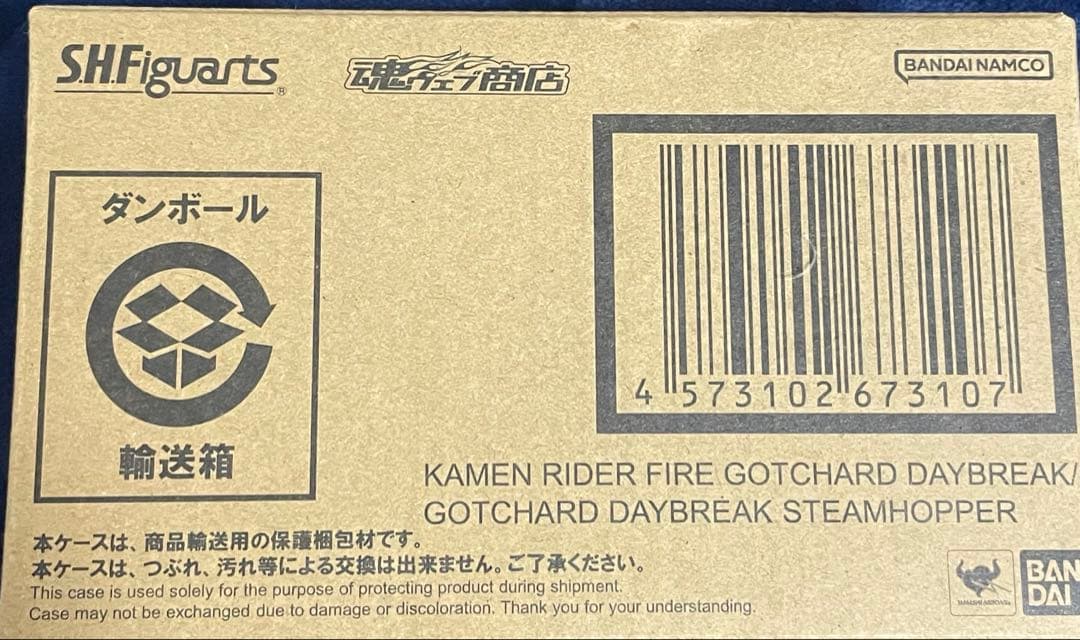 S.H.Figuarts®
魂ウェブ商店
BANDAI NAMCO
ダンボール
輸送箱
4 573102 673107
KAMEN RIDER FIRE GOTCHARD DAYBREAK/
GOTCHARD DAYBREAK STEAMHOPPER
本ケースは、商品輸送用の保護梱包材です。
本ケースは、つぶれ、汚れ等による交換は出来ません。ご了承ください。
This case is used solely for the purpose of protecting product during shipment.
Case may not be exchanged due to damage or discoloration. Thank you for your understanding.
TAMASHII NATIONS
BAN
DAI